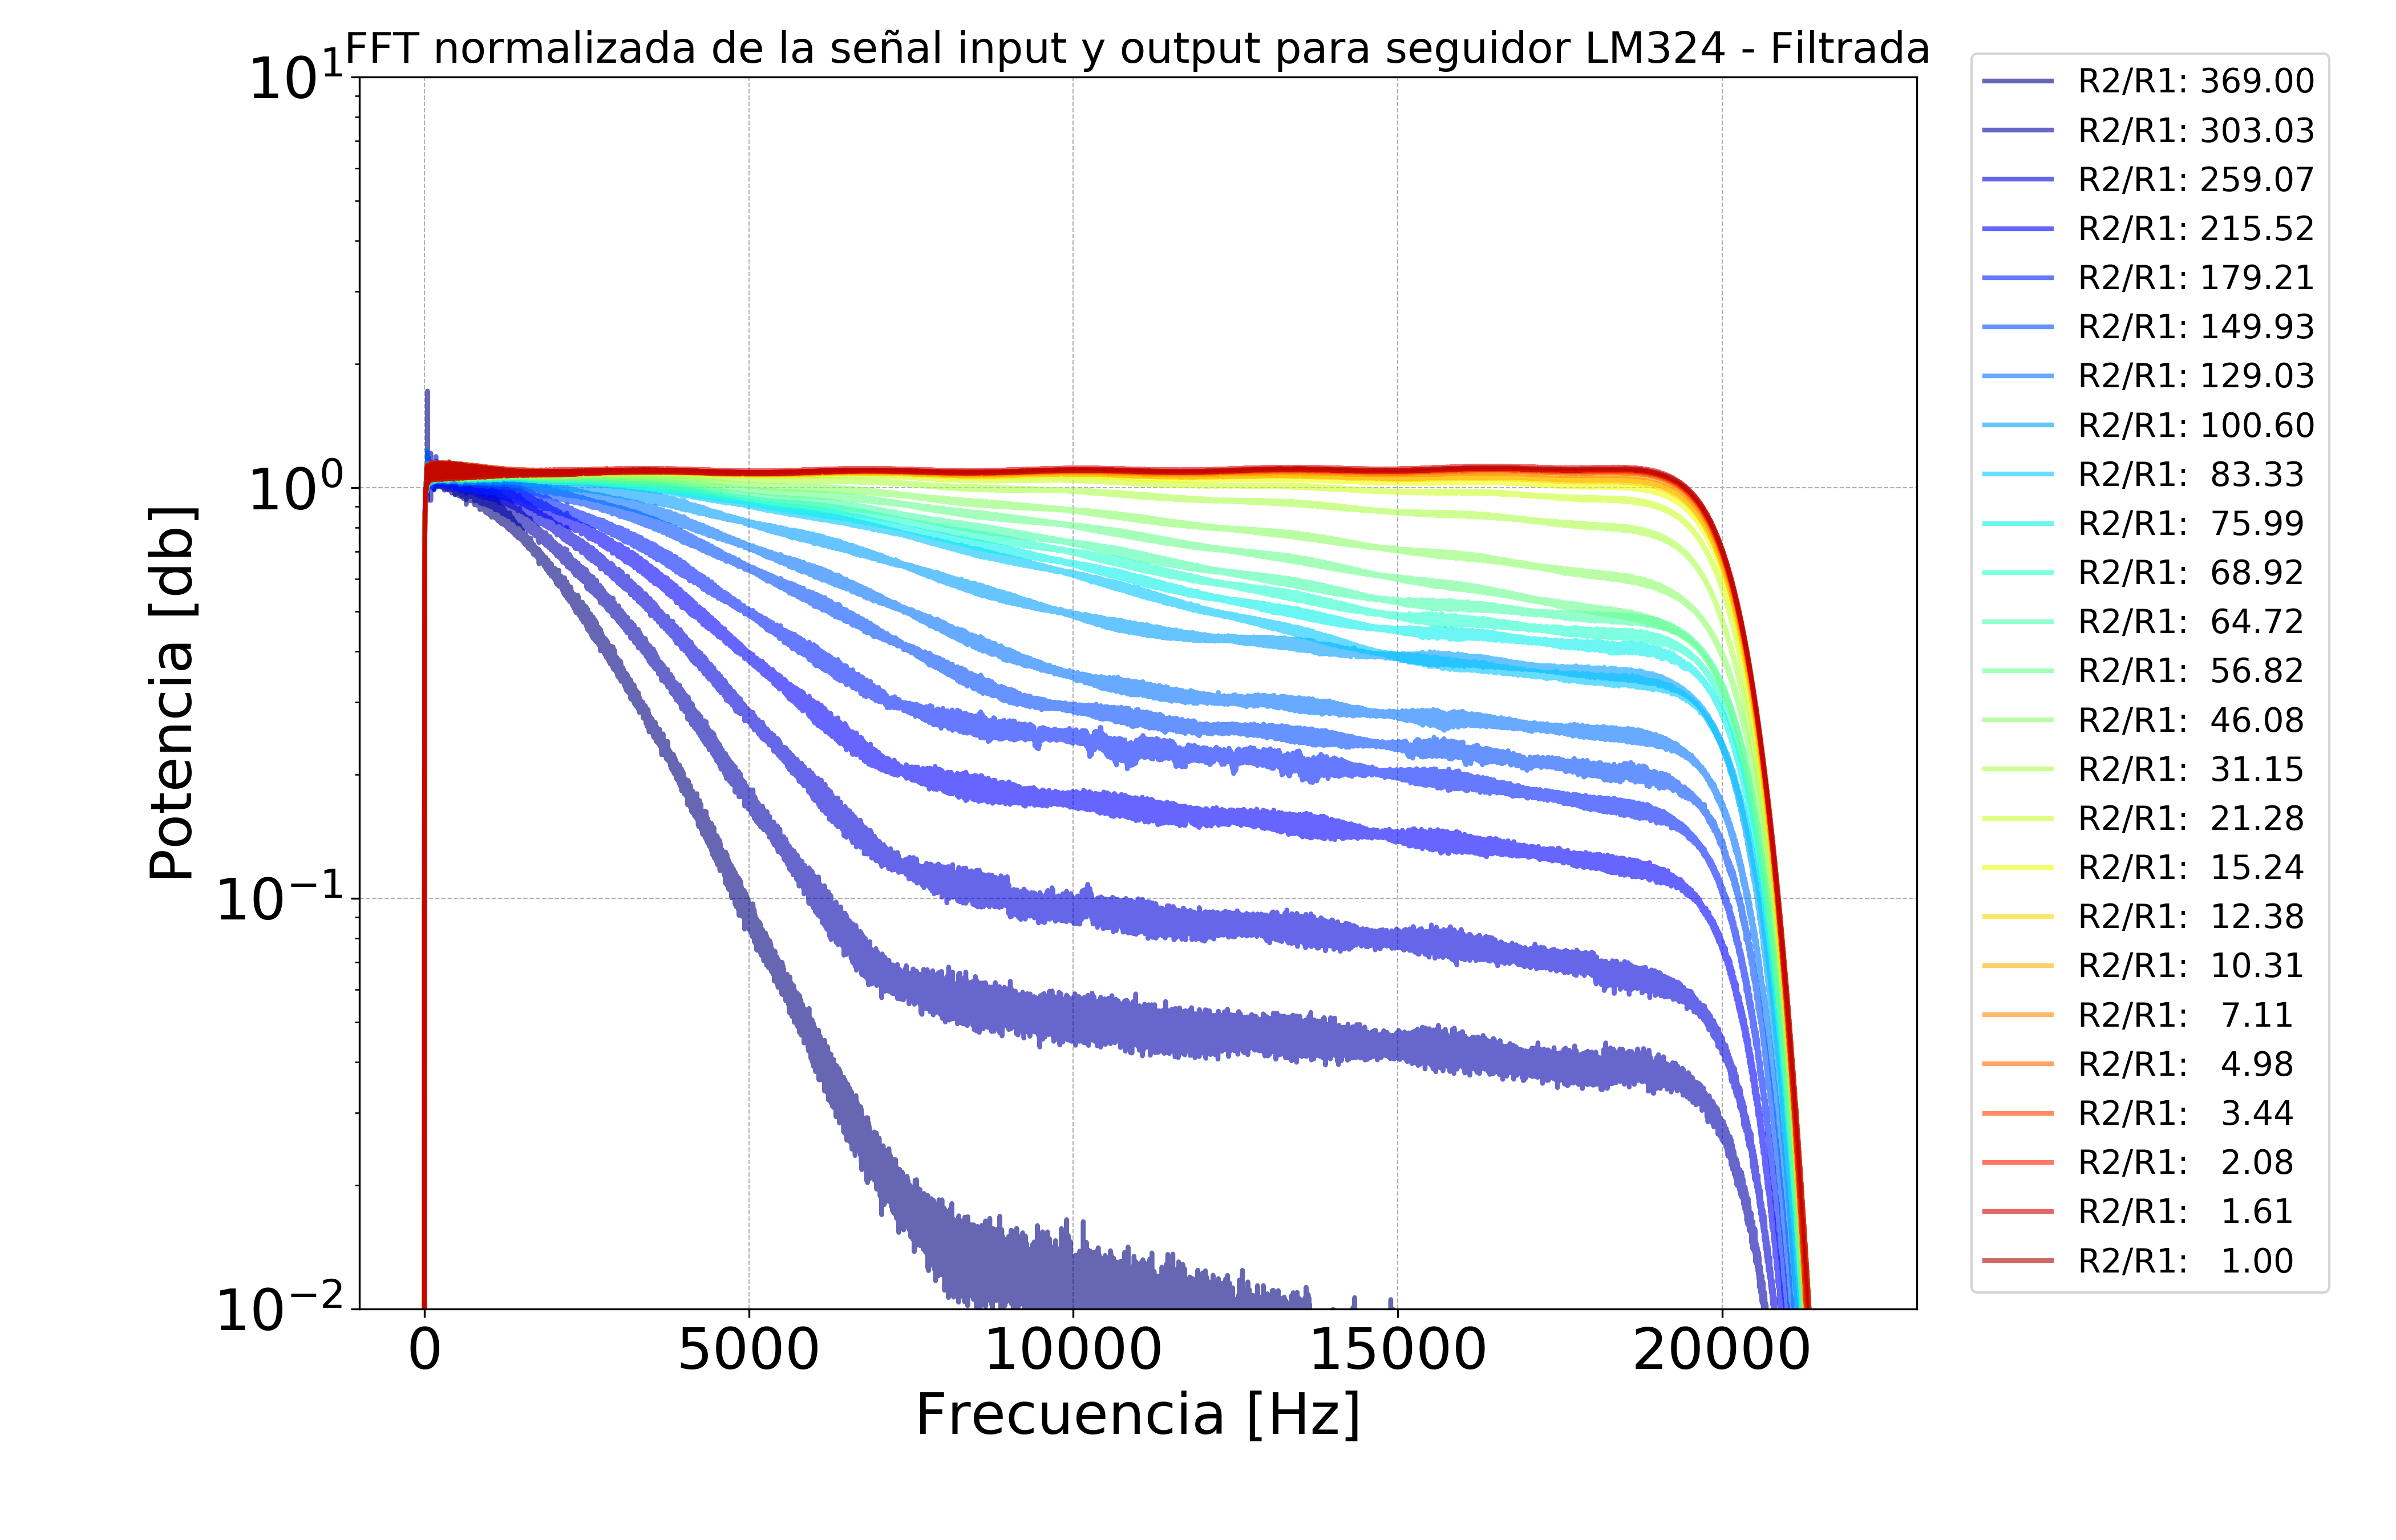 FFT normalizada de la señal input y output para seguidor LM324 - Filtrada
10¹
10⁰
10⁻¹
10⁻²
Potencia [db]
0 5000 10000 15000 20000
Frecuencia [Hz]
R2/R1: 369.00
R2/R1: 303.03
R2/R1: 259.07
R2/R1: 215.52
R2/R1: 179.21
R2/R1: 149.93
R2/R1: 129.03
R2/R1: 100.60
R2/R1: 83.33
R2/R1: 75.99
R2/R1: 68.92
R2/R1: 64.72
R2/R1: 56.82
R2/R1: 46.08
R2/R1: 31.15
R2/R1: 21.28
R2/R1: 15.24
R2/R1: 12.38
R2/R1: 10.31
R2/R1: 7.11
R2/R1: 4.98
R2/R1: 3.44
R2/R1: 2.08
R2/R1: 1.61
R2/R1: 1.00